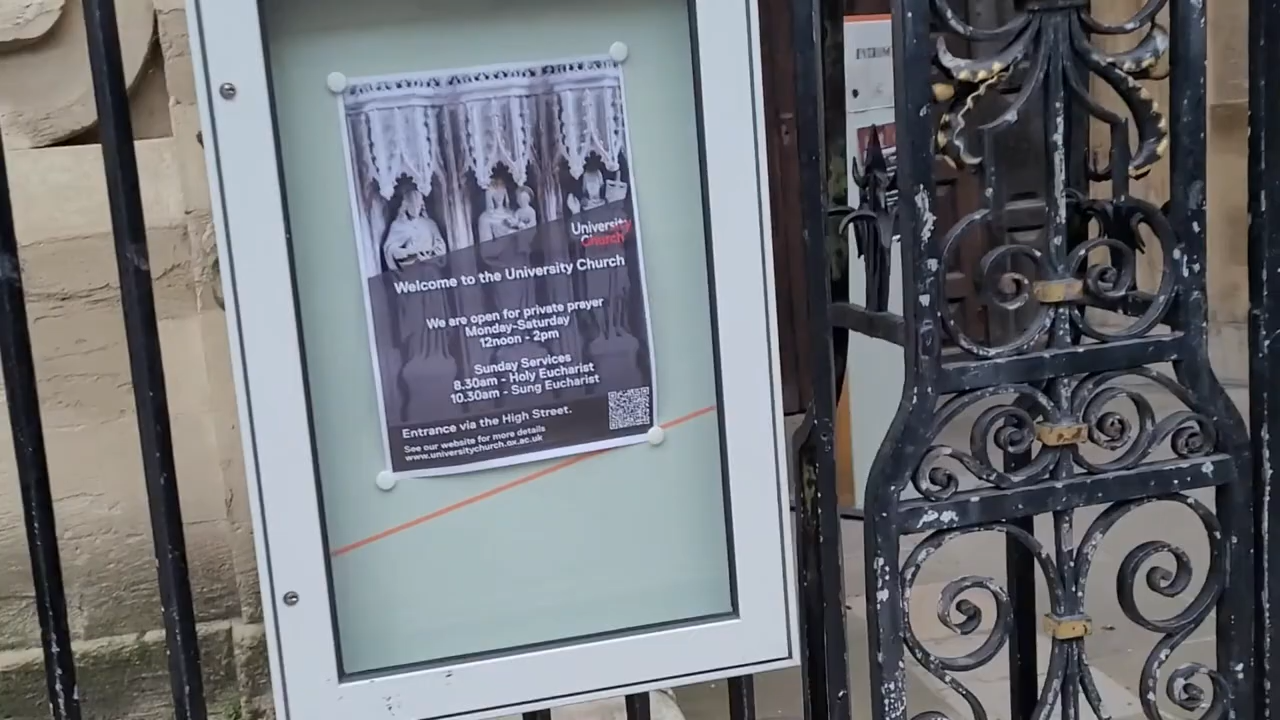 University
Church
Welcome to the University Church
We are open for private prayer
Monday-Saturday
12noon - 2pm
Sunday Services
8.30am - Holy Eucharist
10.30am - Sung Eucharist
Entrance via the High Street.
See our website for more details
www.universitychurch.ox.ac.uk